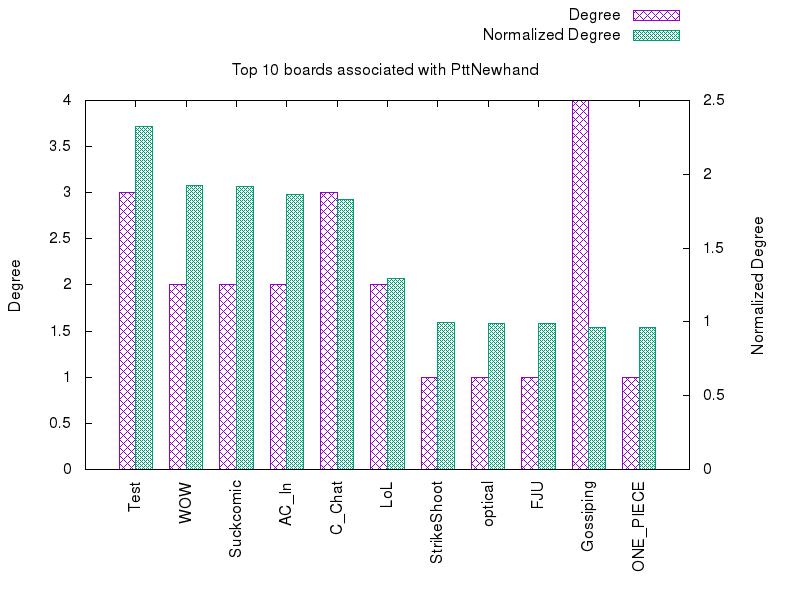 Degree
Normalized Degree
Top 10 boards associated with PttNewhand
4
3.5
3
2.5
2
1.5
1
0.5
0
2.5
2
1.5
1
0.5
0
Degree
Normalized Degree
Test
WOW
Suckcomic
AC_In
C_Chat
LoL
StrikeShoot
optical
FJU
Gossiping
ONE_PIECE